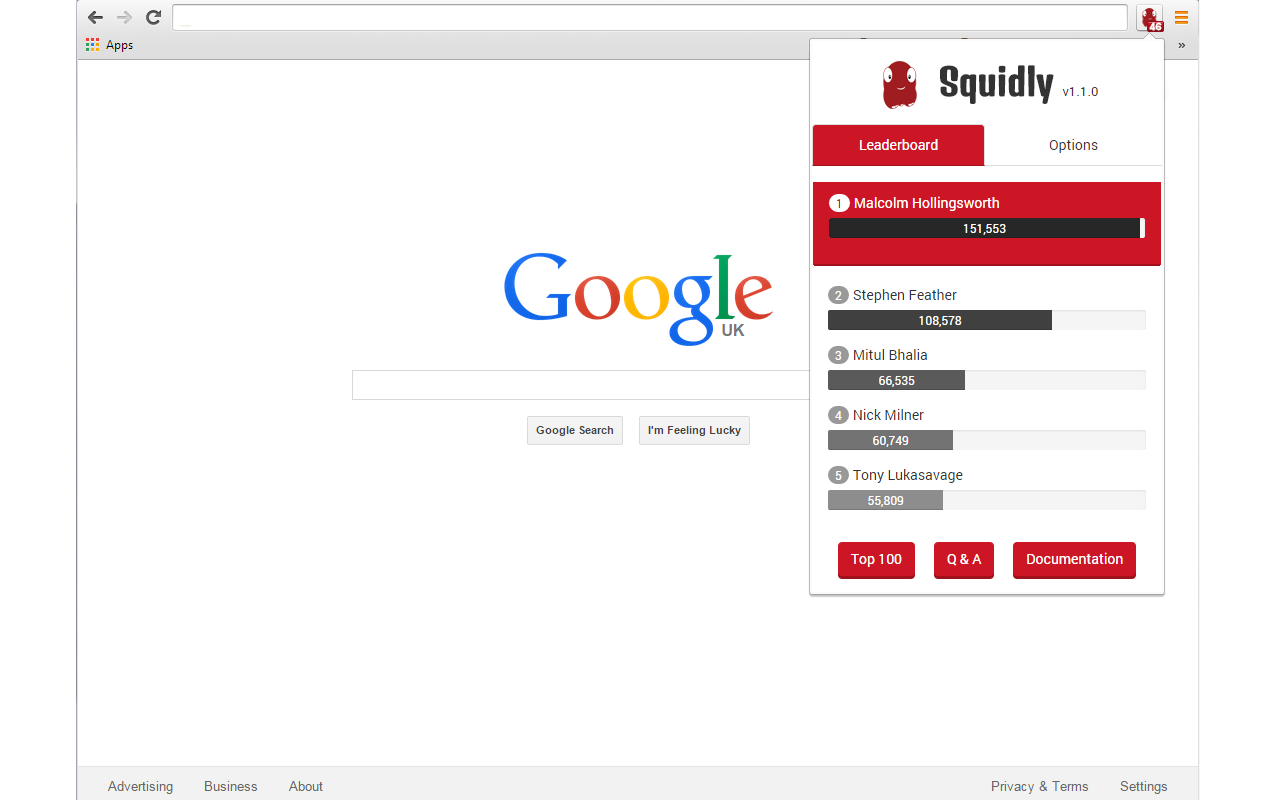 46
Apps
»
Squidly v1.1.0
Leaderboard Options
1 Malcolm Hollingsworth
151,553
2 Stephen Feather
108,578
3 Mitul Bhalia
66,535
4 Nick Milner
60,749
5 Tony Lukasavage
55,809
Top 100 Q & A Documentation
Google
UK
Google Search I'm Feeling Lucky
Advertising Business About Privacy & Terms Settings